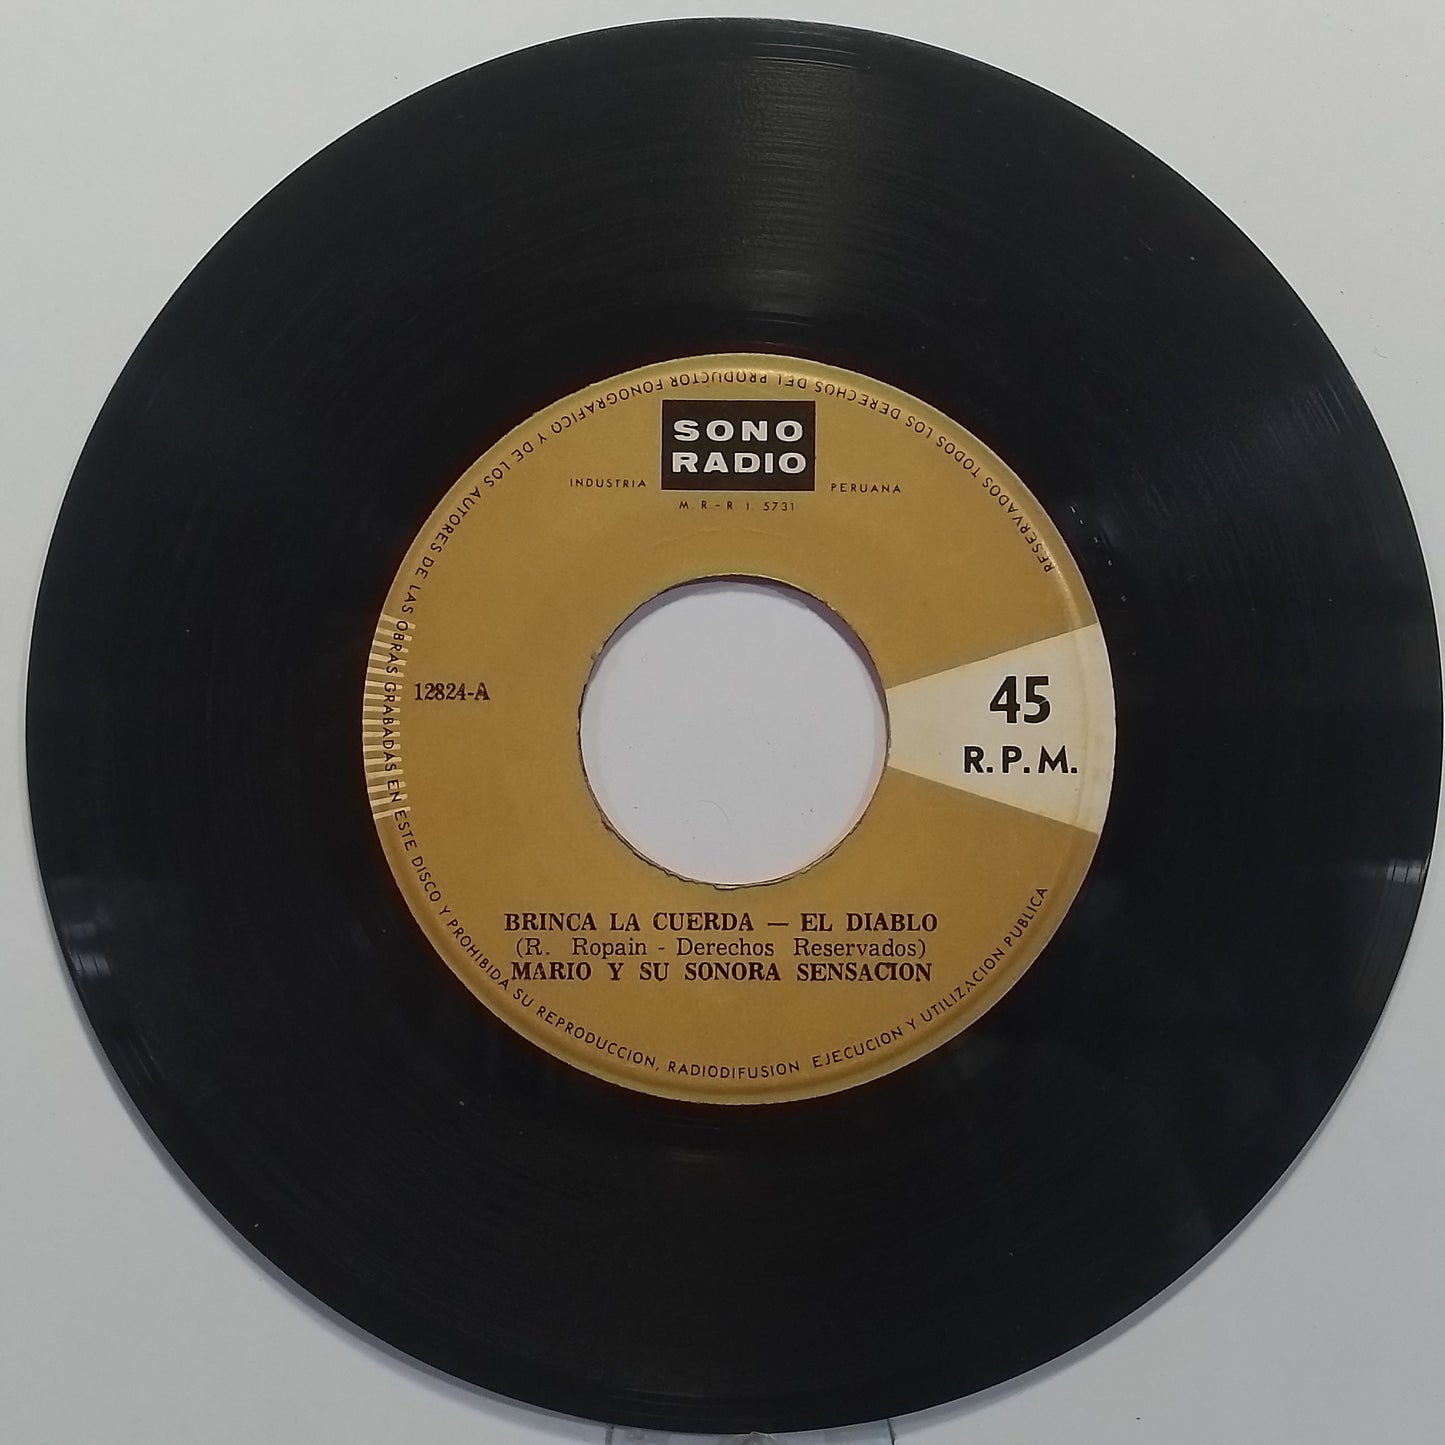 SONO
RADIO
INDUSTRIA PERUANA
M. R. - R. I. 5731
12824-A
45
R.P.M.
BRINCA LA CUERDA — EL DIABLO
(R. Ropain - Derechos Reservados)
MARIO Y SU SONORA SENSACION
RESERVADOS TODOS LOS DERECHOS DEL PRODUCTOR FONOGRAFICO Y DE LOS AUTORES DE LAS OBRAS GRABADAS EN ESTE DISCO Y PROHIBIDA SU REPRODUCCION, RADIODIFUSION EJECUCION Y UTILIZACION PUBLICA